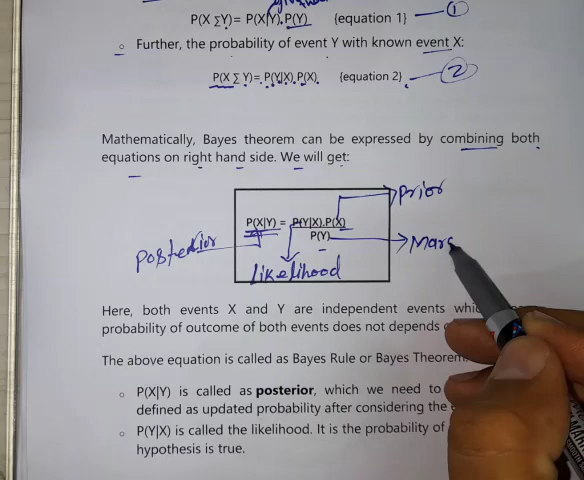 P(X ΣY)= P(X|Y).P(Y) {equation 1} 1
Further, the probability of event Y with known event X:
P(X Σ Y)= P(Y|X).P(X) {equation 2} 2
Mathematically, Bayes theorem can be expressed by combining both
equations on right hand side. We will get:
Prior
P(X|Y) = P(Y|X).P(X)
P(Y)
Posterior
Marg
likelihood
Here, both events X and Y are independent events
probability of outcome of both events does not depends
The above equation is called as Bayes Rule or Bayes Theorem.
P(X|Y) is called as posterior, which we need to
defined as updated probability after considering the
P(Y|X) is called the likelihood. It is the probability of
hypothesis is true.